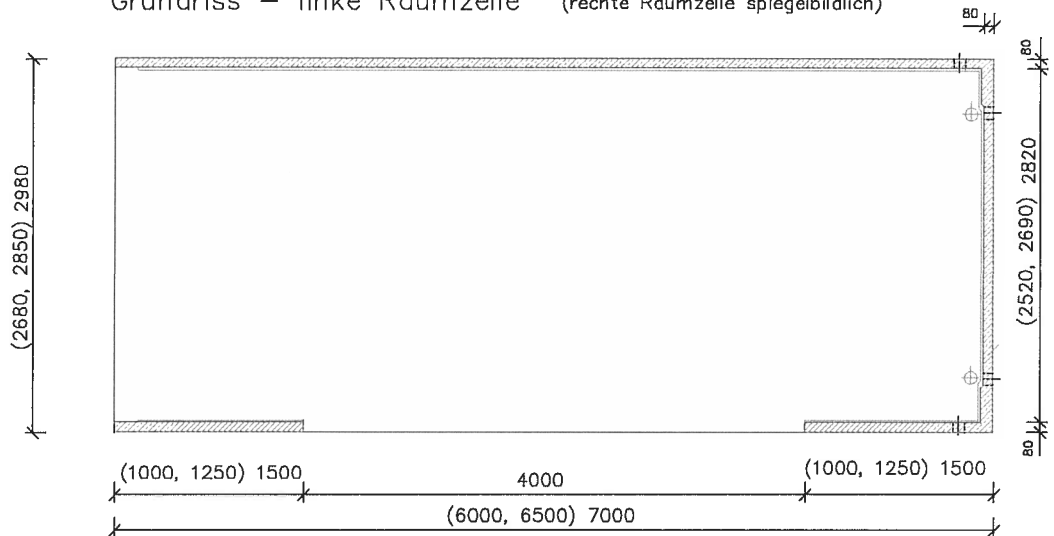 Grundriss – linke Raumzelle (rechte Raumzelle spiegelbildlich)
80
80
(2680, 2850) 2980
(2520, 2690) 2820
80
(1000, 1250) 1500
4000
(1000, 1250) 1500
(6000, 6500) 7000